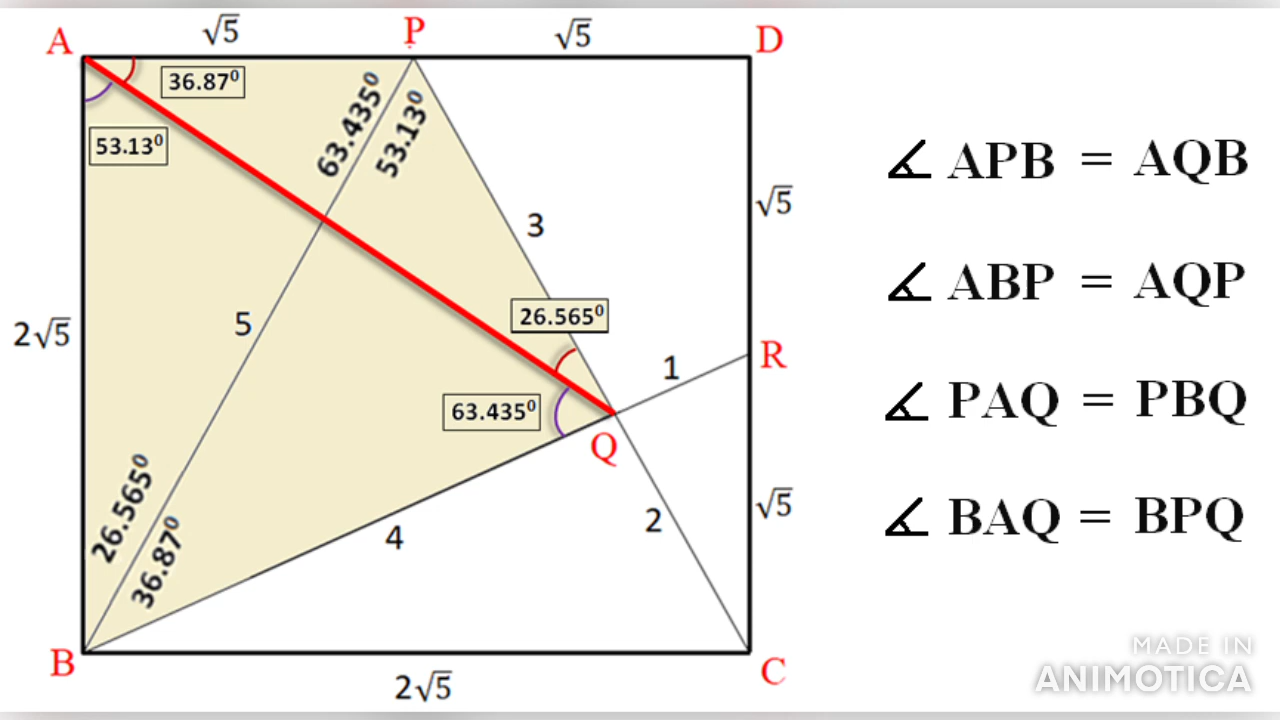 A
√5
P
√5
D
36.87⁰
53.13⁰
63.435⁰
53.13⁰
√5
3
26.565⁰
2√5
5
1
R
63.435⁰
Q
26.565⁰
36.87⁰
4
2
√5
B
2√5
C
∡ APB = AQB
∡ ABP = AQP
∡ PAQ = PBQ
∡ BAQ = BPQ
MADE IN
ANIMOTICA